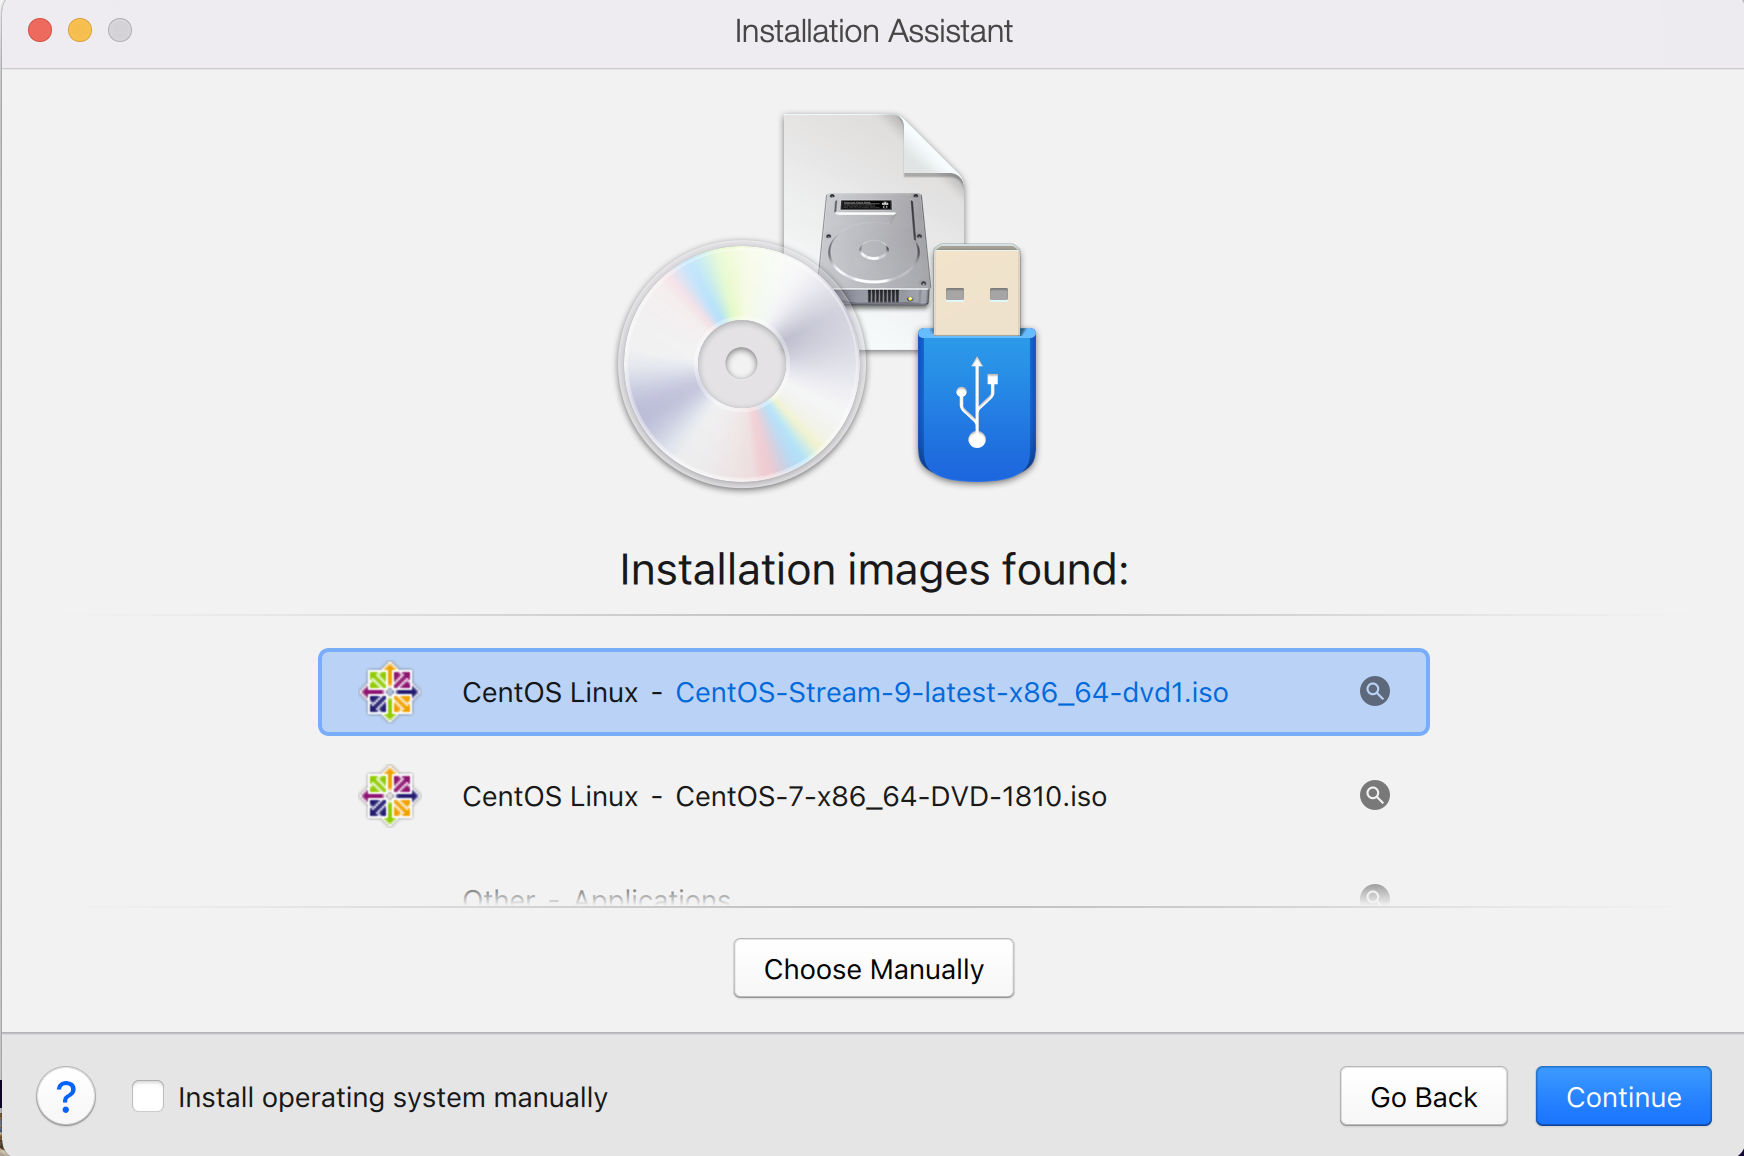 Installation Assistant
Installation images found:
CentOS Linux - CentOS-Stream-9-latest-x86_64-dvd1.iso
CentOS Linux - CentOS-7-x86_64-DVD-1810.iso
Other - Applications
Choose Manually
? Install operating system manually Go Back Continue